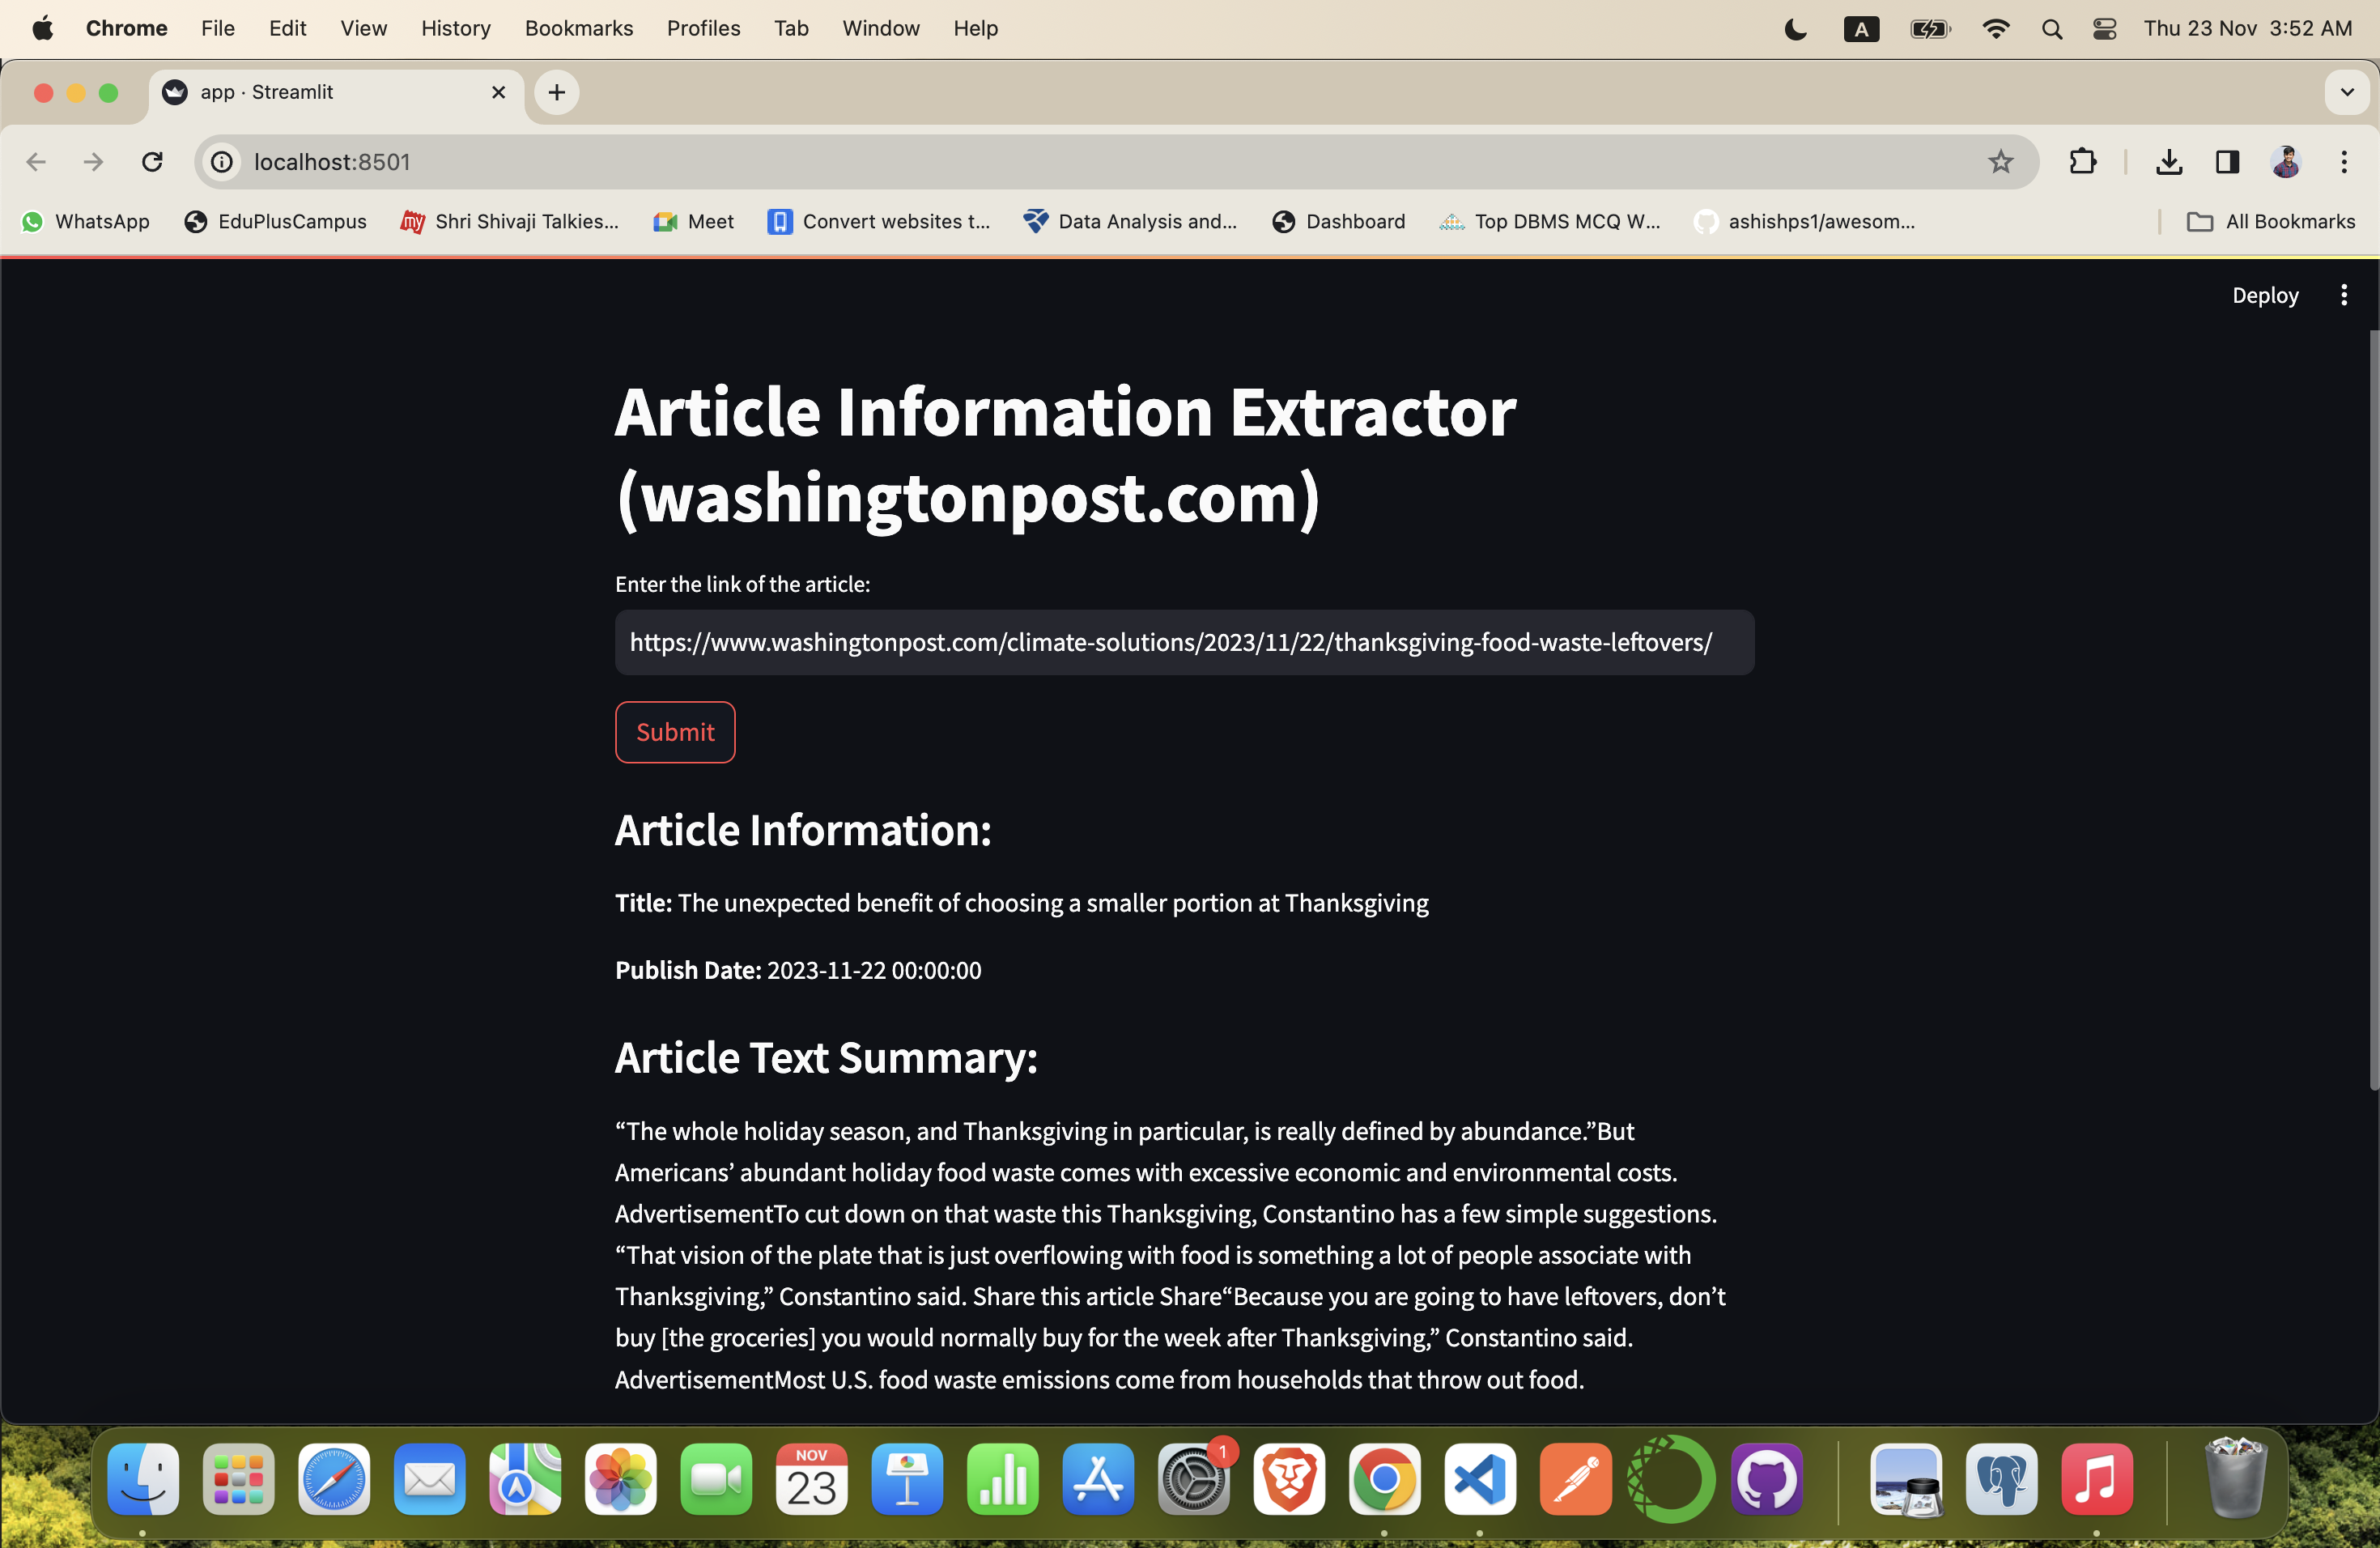 Chrome File Edit View History Bookmarks Profiles Tab Window Help A Thu 23 Nov 3:52 AM
app · Streamlit
localhost:8501
WhatsApp EduPlusCampus my Shri Shivaji Talkies... Meet Convert websites t... Data Analysis and... Dashboard Top DBMS MCQ W... ashishps1/awesom... All Bookmarks
Deploy
Article Information Extractor
(washingtonpost.com)
Enter the link of the article:
https://www.washingtonpost.com/climate-solutions/2023/11/22/thanksgiving-food-waste-leftovers/
Submit
Article Information:
Title: The unexpected benefit of choosing a smaller portion at Thanksgiving
Publish Date: 2023-11-22 00:00:00
Article Text Summary:
“The whole holiday season, and Thanksgiving in particular, is really defined by abundance.”But
Americans’ abundant holiday food waste comes with excessive economic and environmental costs.
AdvertisementTo cut down on that waste this Thanksgiving, Constantino has a few simple suggestions.
“That vision of the plate that is just overflowing with food is something a lot of people associate with
Thanksgiving,” Constantino said. Share this article Share“Because you are going to have leftovers, don’t
buy [the groceries] you would normally buy for the week after Thanksgiving,” Constantino said.
AdvertisementMost U.S. food waste emissions come from households that throw out food.
NOV
23
1